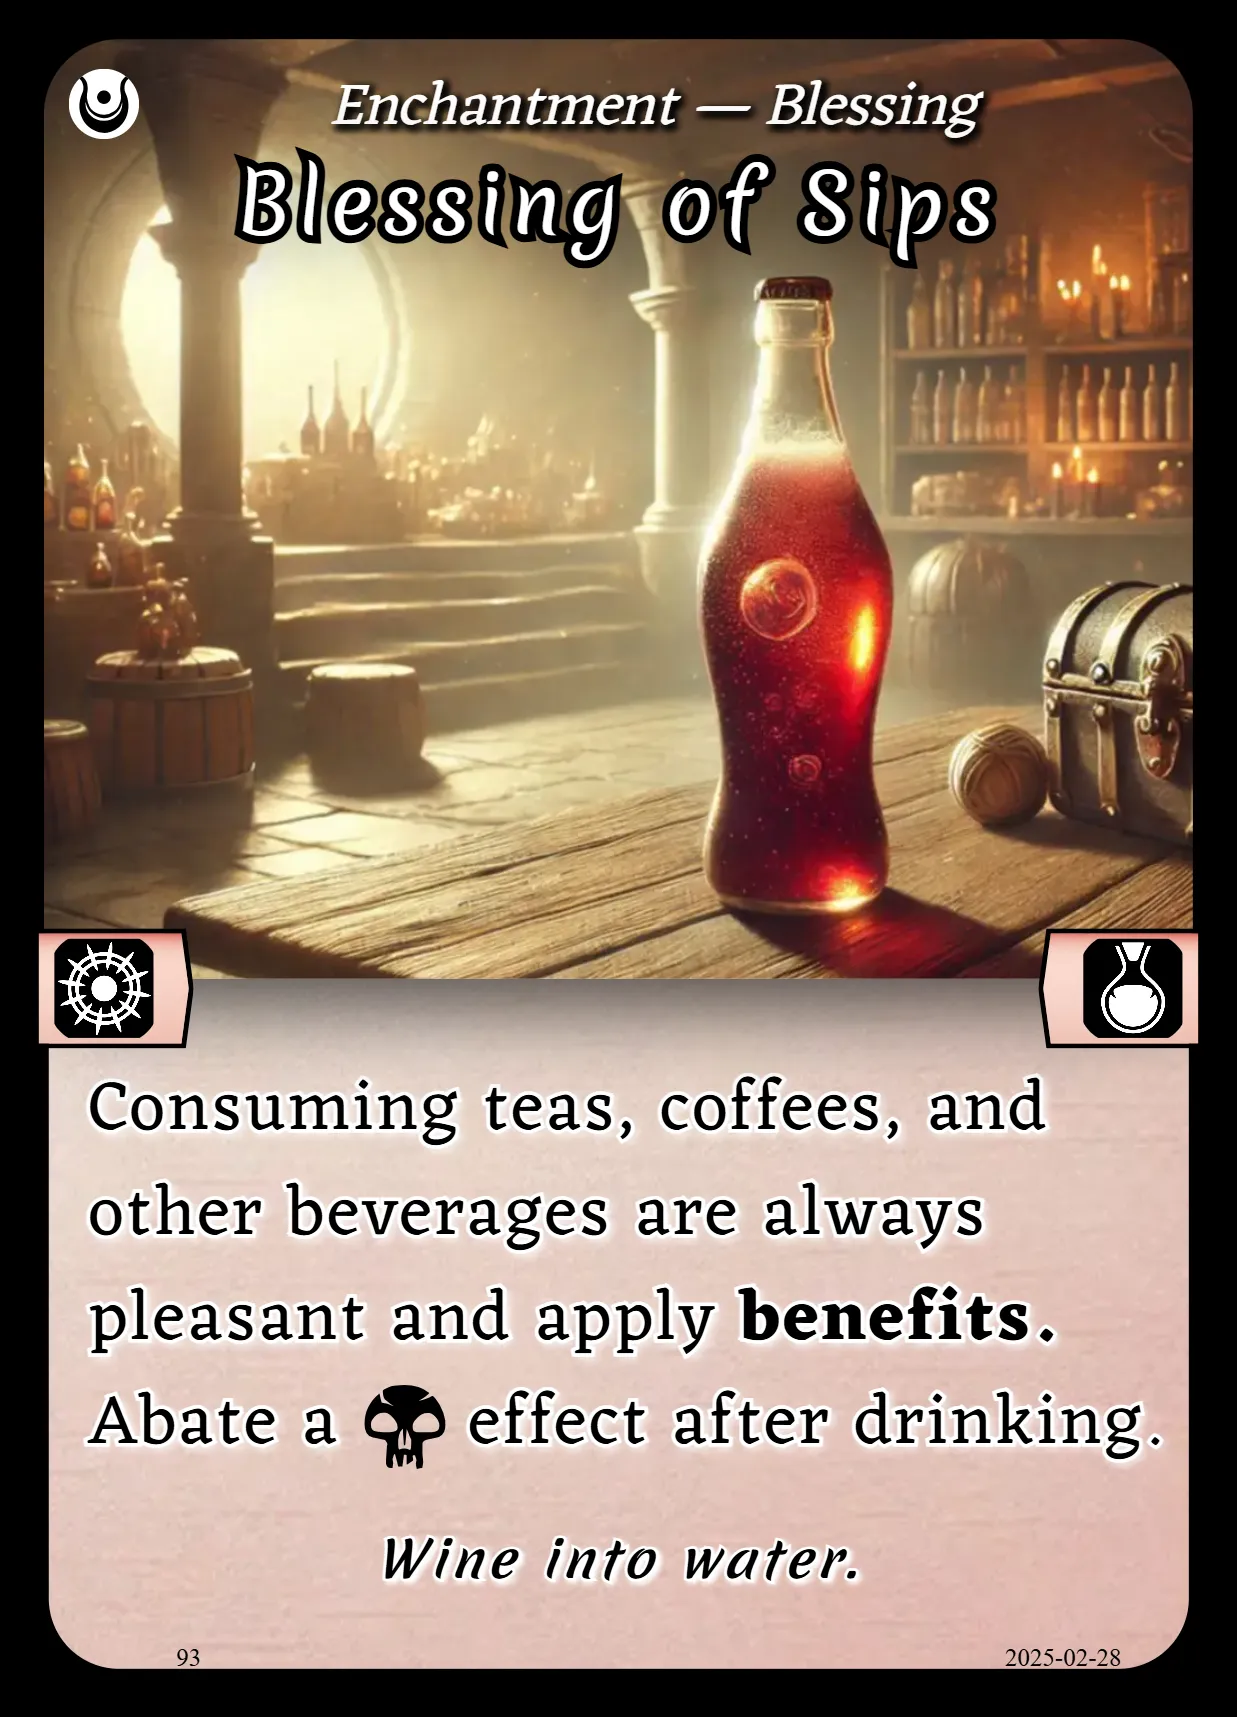 Enchantment — Blessing
Blessing of Sips
Consuming teas, coffees, and
other beverages are always
pleasant and apply benefits.
Abate a effect after drinking.
Wine into water.
93
2025-02-28